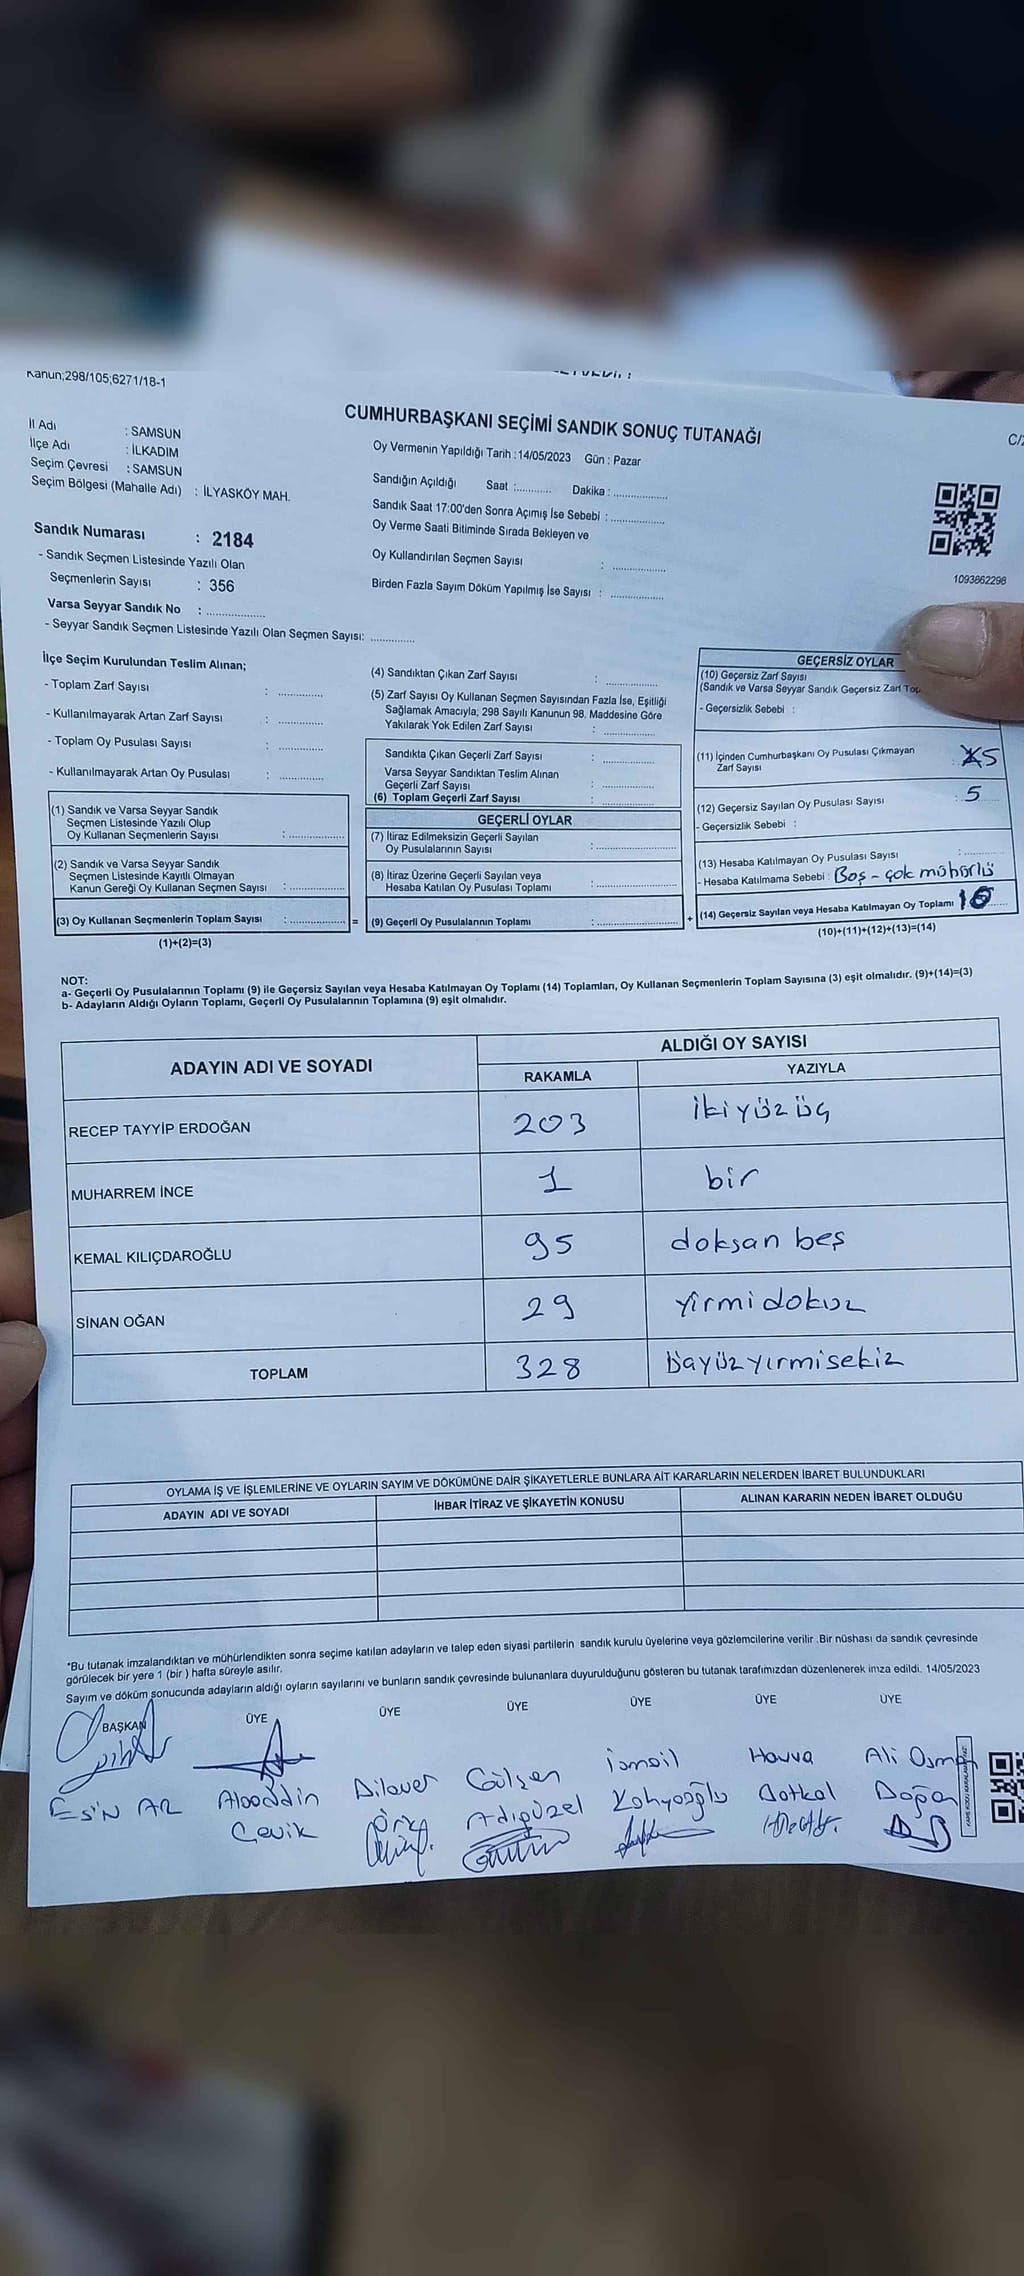 Kanun;298/105;6271/18-1
CUMHURBAŞKANI SEÇİMİ SANDIK SONUÇ TUTANAĞI
İl Adı : SAMSUN
İlçe Adı : İLKADIM
Seçim Çevresi : SAMSUN
Seçim Bölgesi (Mahalle Adı) : İLYASKÖY MAH.
Oy Vermenin Yapıldığı Tarih :14/05/2023 Gün : Pazar
Sandığın Açıldığı Saat :........... Dakika :..................
Sandık Saat 17:00'den Sonra Açımış İse Sebebi :..................
Oy Verme Saati Bitiminde Sırada Bekleyen ve
Oy Kullandırılan Seçmen Sayısı : ..................
Birden Fazla Sayım Döküm Yapılmış İse Sayısı : ..................
1093862298
Sandık Numarası : 2184
- Sandık Seçmen Listesinde Yazılı Olan
Seçmenlerin Sayısı : 356
Varsa Seyyar Sandık No : ..................
- Seyyar Sandık Seçmen Listesinde Yazılı Olan Seçmen Sayısı: .............
İlçe Seçim Kurulundan Teslim Alınan;
- Toplam Zarf Sayısı : .............
- Kullanılmayarak Artan Zarf Sayısı : .............
- Toplam Oy Pusulası Sayısı : .............
- Kullanılmayarak Artan Oy Pusulası : .............
(1) Sandık ve Varsa Seyyar Sandık
Seçmen Listesinde Yazılı Olup
Oy Kullanan Seçmenlerin Sayısı :..................
(2) Sandık ve Varsa Seyyar Sandık
Seçmen Listesinde Kayıtlı Olmayan
Kanun Gereği Oy Kullanan Seçmen Sayısı :..................
(3) Oy Kullanan Seçmenlerin Toplam Sayısı :.................. =
(1)+(2)=(3)
(4) Sandıktan Çıkan Zarf Sayısı : ..................
(5) Zarf Sayısı Oy Kullanan Seçmen Sayısından Fazla İse, Eşitliği
Sağlamak Amacıyla; 298 Sayılı Kanunun 98. Maddesine Göre
Yakılarak Yok Edilen Zarf Sayısı : ..................
Sandıkta Çıkan Geçerli Zarf Sayısı : ..................
Varsa Seyyar Sandıktan Teslim Alınan
Geçerli Zarf Sayısı : ..................
(6) Toplam Geçerli Zarf Sayısı : ..................
GEÇERLİ OYLAR
(7) İtiraz Edilmeksizin Geçerli Sayılan
Oy Pusulalarının Sayısı :..................
(8) İtiraz Üzerine Geçerli Sayılan veya
Hesaba Katılan Oy Pusulası Toplamı :..................
(9) Geçerli Oy Pusulalarının Toplamı :.................. +
GEÇERSİZ OYLAR
(10) Geçersiz Zarf Sayısı
(Sandık ve Varsa Seyyar Sandık Geçersiz Zarf Top
- Geçersizlik Sebebi :
(11) İçinden Cumhurbaşkanı Oy Pusulası Çıkmayan
Zarf Sayısı : 5
(12) Geçersiz Sayılan Oy Pusulası Sayısı : 5
- Geçersizlik Sebebi :
(13) Hesaba Katılmayan Oy Pusulası Sayısı :
- Hesaba Katılmama Sebebi : Boş - çok mühürlü
(14) Geçersiz Sayılan veya Hesaba Katılmayan Oy Toplamı 10
(10)+(11)+(12)+(13)=(14)
NOT:
a- Geçerli Oy Pusulalarının Toplamı (9) ile Geçersiz Sayılan veya Hesaba Katılmayan Oy Toplamı (14) Toplamları, Oy Kullanan Seçmenlerin Toplam Sayısına (3) eşit olmalıdır. (9)+(14)=(3)
b- Adayların Aldığı Oyların Toplamı, Geçerli Oy Pusulalarının Toplamına (9) eşit olmalıdır.
ADAYIN ADI VE SOYADI ALDIĞI OY SAYISI
RAKAMLA YAZIYLA
RECEP TAYYİP ERDOĞAN 203 iki yüz üç
MUHARREM İNCE 1 bir
KEMAL KILIÇDAROĞLU 95 doksan beş
SİNAN OĞAN 29 yirmi dokuz
TOPLAM 328 üçyüzyirmisekiz
OYLAMA İŞ VE İŞLEMLERİNE VE OYLARIN SAYIM VE DÖKÜMÜNE DAİR ŞİKAYETLERLE BUNLARA AİT KARARLARIN NELERDEN İBARET BULUNDUKLARI
ADAYIN ADI VE SOYADI İHBAR İTİRAZ VE ŞİKAYETİN KONUSU ALINAN KARARIN NEDEN İBARET OLDUĞU
*Bu tutanak imzalandıktan ve mühürlendikten sonra seçime katılan adayların ve talep eden siyasi partilerin sandık kurulu üyelerine veya gözlemcilerine verilir .Bir nüshası da sandık çevresinde
görülecek bir yere 1 (bir ) hafta süreyle asılır.
Sayım ve döküm sonucunda adayların aldığı oyların sayılarını ve bunların sandık çevresinde bulunanlara duyurulduğunu gösteren bu tutanak tarafımızdan düzenlenerek imza edildi. 14/05/2023
BAŞKAN ÜYE ÜYE ÜYE ÜYE ÜYE ÜYE
Esin AR Alaaddin Dilaver Gülşen İsmail Havva Ali Osman
Çevik Adıgüzel Kahyaoğlu Doğan